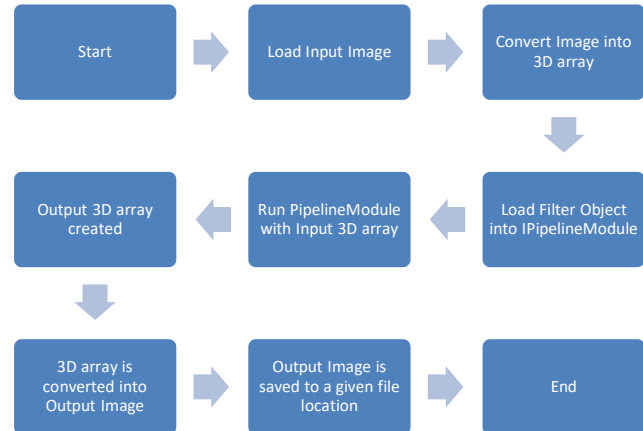 Start
Load Input Image
Convert Image into
3D array
Load Filter Object
into IPipelineModule
Run PipelineModule
with Input 3D array
Output 3D array
created
3D array is
converted into
Output Image
Output Image is
saved to a given file
location
End